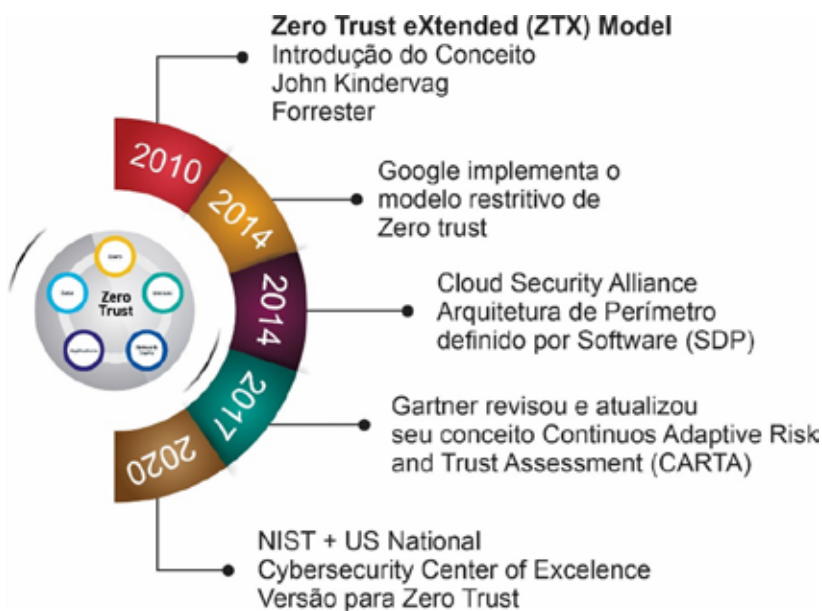 Zero Trust eXtended (ZTX) Model
Introdução do Conceito
John Kindervag
Forrester
2010
Google implementa o
modelo restritivo de
Zero trust
2014
Cloud Security Alliance
Arquitetura de Perímetro
definido por Software (SDP)
2014
Gartner revisou e atualizou
seu conceito Continuos Adaptive Risk
and Trust Assessment (CARTA)
2017
NIST + US National
Cybersecurity Center of Excelence
Versão para Zero Trust
2020
Zero
Trust